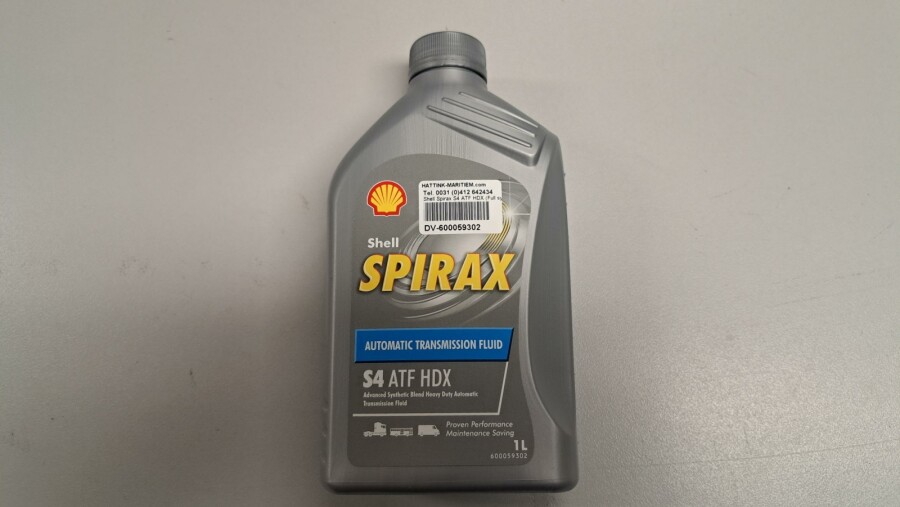 HATTINK-MARITIEM.com
Tel. 0031 (0)412 642434
Shell Spirax S4 ATF HDX (Full
DV-600059302
Shell
SPIRAX
AUTOMATIC TRANSMISSION FLUID
S4 ATF HDX
Advanced Synthetic Blend Heavy Duty Automatic
Transmission Fluid
Proven Performance
Maintenance Saving
1L
600059302